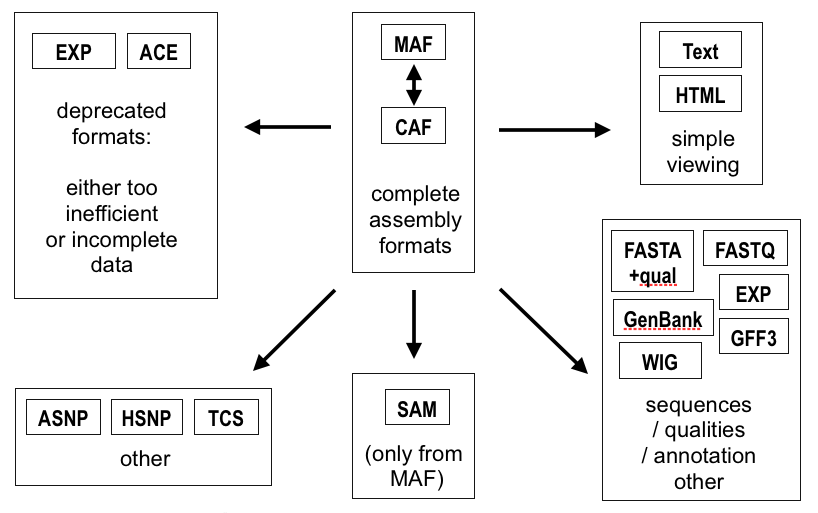 EXP
ACE
deprecated
formats:
either too
inefficient
or incomplete
data
MAF
CAF
complete
assembly
formats
Text
HTML
simple
viewing
FASTA
+qual
FASTQ
EXP
GenBank
GFF3
WIG
sequences
/ qualities
/ annotation
other
ASNP
HSNP
TCS
other
SAM
(only from
MAF)